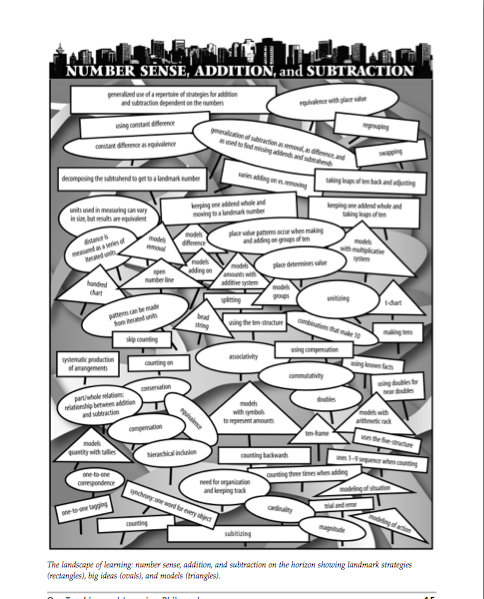 NUMBER SENSE, ADDITION, and SUBTRACTION
generalized use of a repertoire of strategies for addition
and subtraction dependent on the numbers
equivalence with place value
using constant difference
regrouping
constant difference as equivalence
generalization of subtraction as removal, as difference, and
as used to find missing addends and subtrahends
swapping
decomposing the subtrahend to get to a landmark number
varies adding on vs. removing
taking leaps of ten back and adjusting
units used in measuring can vary
in size, but results are equivalent
keeping one addend whole and
moving to a landmark number
keeping one addend whole and
taking leaps of ten
distance is
measured as a series of
iterated units
models
removal
models
difference
place value patterns occur when making
and adding on groups of ten
models
with multiplicative
system
hundred
chart
open
number line
models
adding on
models
amounts with
additive system
place determines value
models
groups
unitizing
t-chart
patterns can be made
from iterated units
bead
string
splitting
using the ten-structure
combinations that make 10
making tens
skip counting
systematic production
of arrangements
counting on
associativity
using compensation
using known facts
commutativity
using doubles for
near doubles
part/whole relations:
relationship between addition
and subtraction
conservation
equivalence
models
with symbols
to represent amounts
doubles
models with
arithmetic rack
compensation
ten-frame
uses the five-structure
models
quantity with tallies
hierarchical inclusion
counting backwards
uses 1–9 sequence when counting
one-to-one
correspondence
need for organization
and keeping track
counting three times when adding
modeling of situation
one-to-one tagging
synchrony: one word for every object
cardinality
trial and error
counting
subitizing
magnitude
modeling of action
The landscape of learning: number sense, addition, and subtraction on the horizon showing landmark strategies
(rectangles), big ideas (ovals), and models (triangles).